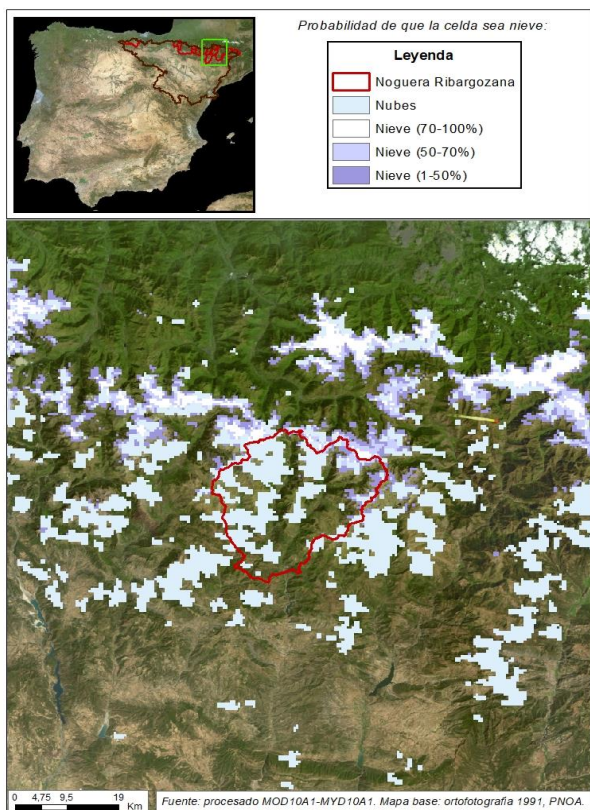 Probabilidad de que la celda sea nieve:
Leyenda
Noguera Ribargozana
Nubes
Nieve (70-100%)
Nieve (50-70%)
Nieve (1-50%)
0 4,75 9,5 19
Km
Fuente: procesado MOD10A1-MYD10A1. Mapa base: ortofotografía 1991, PNOA.